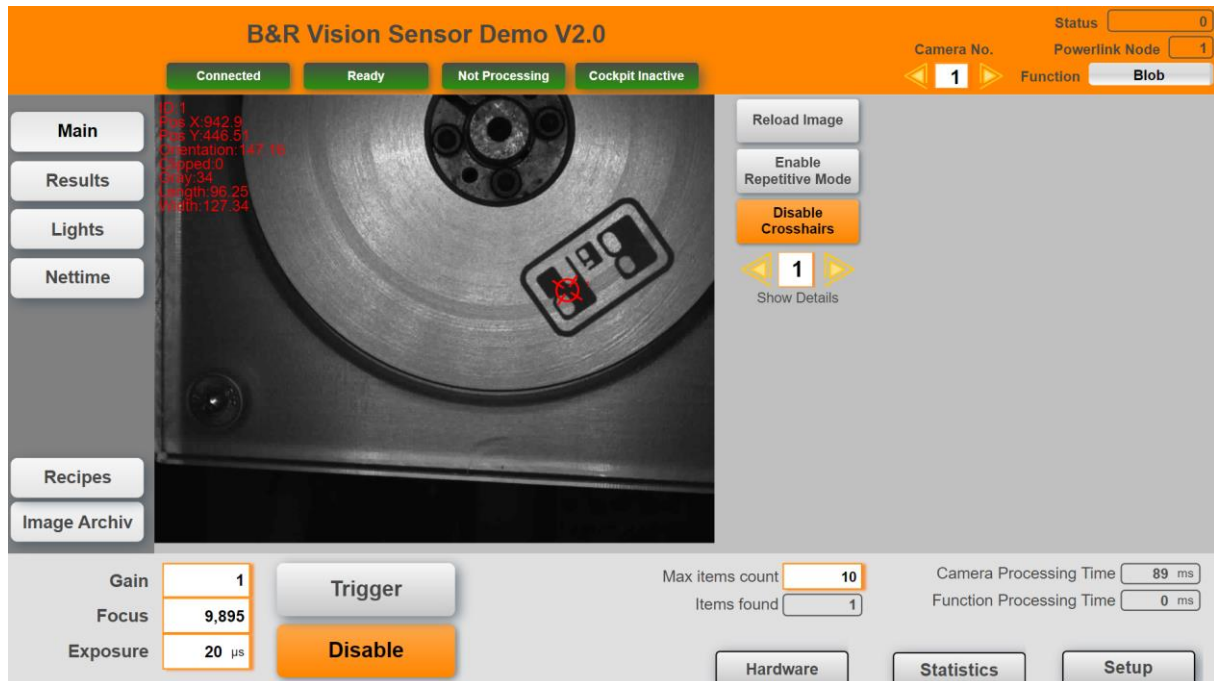 B&R Vision Sensor Demo V2.0
Status 0
Camera No. Powerlink Node 1
Connected Ready Not Processing Cockpit Inactive
1 Function Blob
Main
Results
Lights
Nettime
Recipes
Image Archiv
ID:1
Pos X:942.9
Pos Y:446.51
Orientation:147.16
Clipped:0
Gray:34
Length:96.25
Width:127.34
Reload Image
Enable
Repetitive Mode
Disable
Crosshairs
1
Show Details
Gain 1
Focus 9,895
Exposure 20 µs
Trigger
Disable
Max items count 10
Items found 1
Camera Processing Time 89 ms
Function Processing Time 0 ms
Hardware Statistics Setup